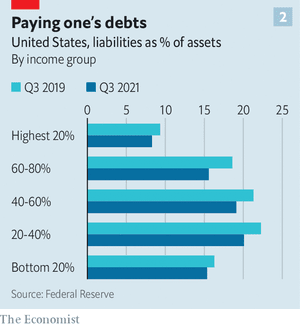 Paying one's debts
2
United States, liabilities as % of assets
By income group
Q3 2019 Q3 2021
0 5 10 15 20 25
Highest 20%
60-80%
40-60%
20-40%
Bottom 20%
Source: Federal Reserve
The Economist